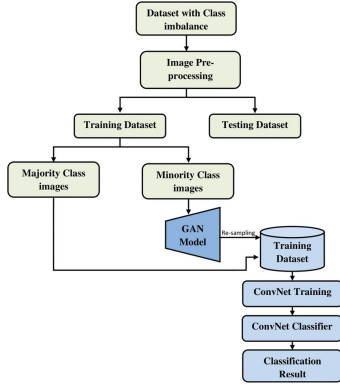 Dataset with Class
imbalance
Image Pre-
processing
Training Dataset
Testing Dataset
Majority Class
images
Minority Class
images
GAN
Model
Re-sampling
Training
Dataset
ConvNet Training
ConvNet Classifier
Classification
Result